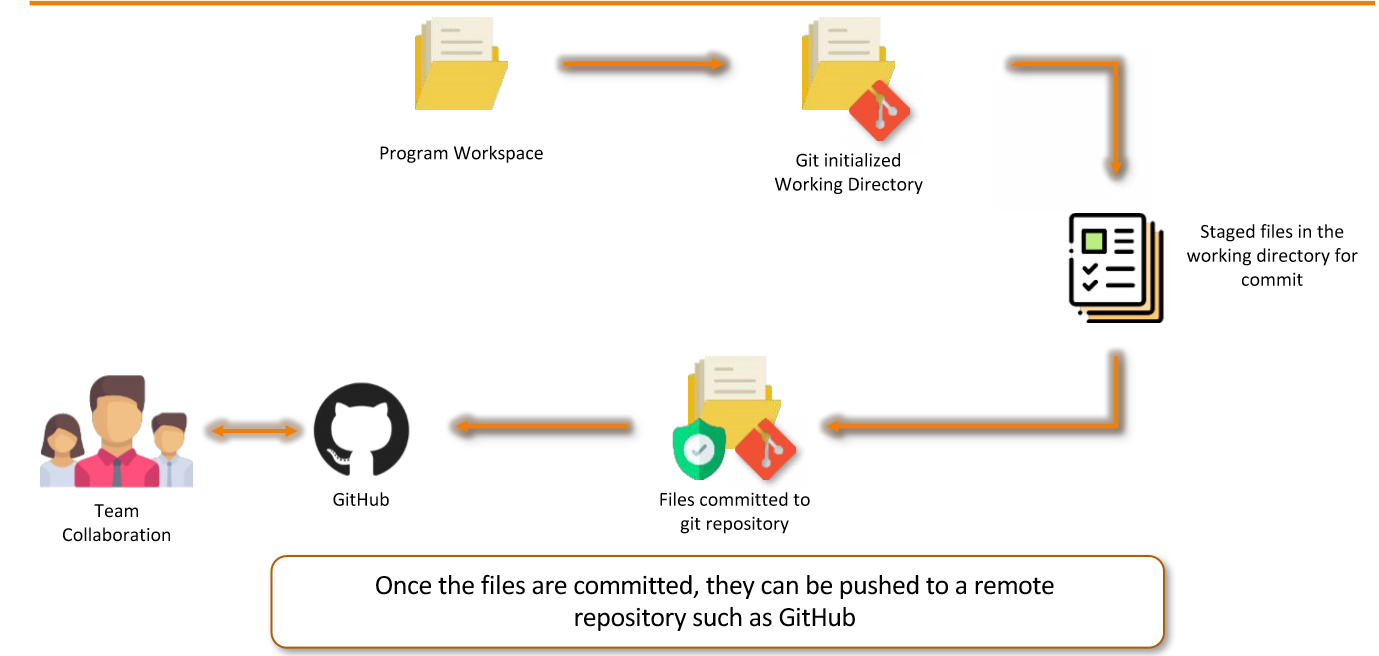 Program Workspace
Git initialized
Working Directory
Staged files in the
working directory for
commit
Team
Collaboration
GitHub
Files committed to
git repository
Once the files are committed, they can be pushed to a remote
repository such as GitHub